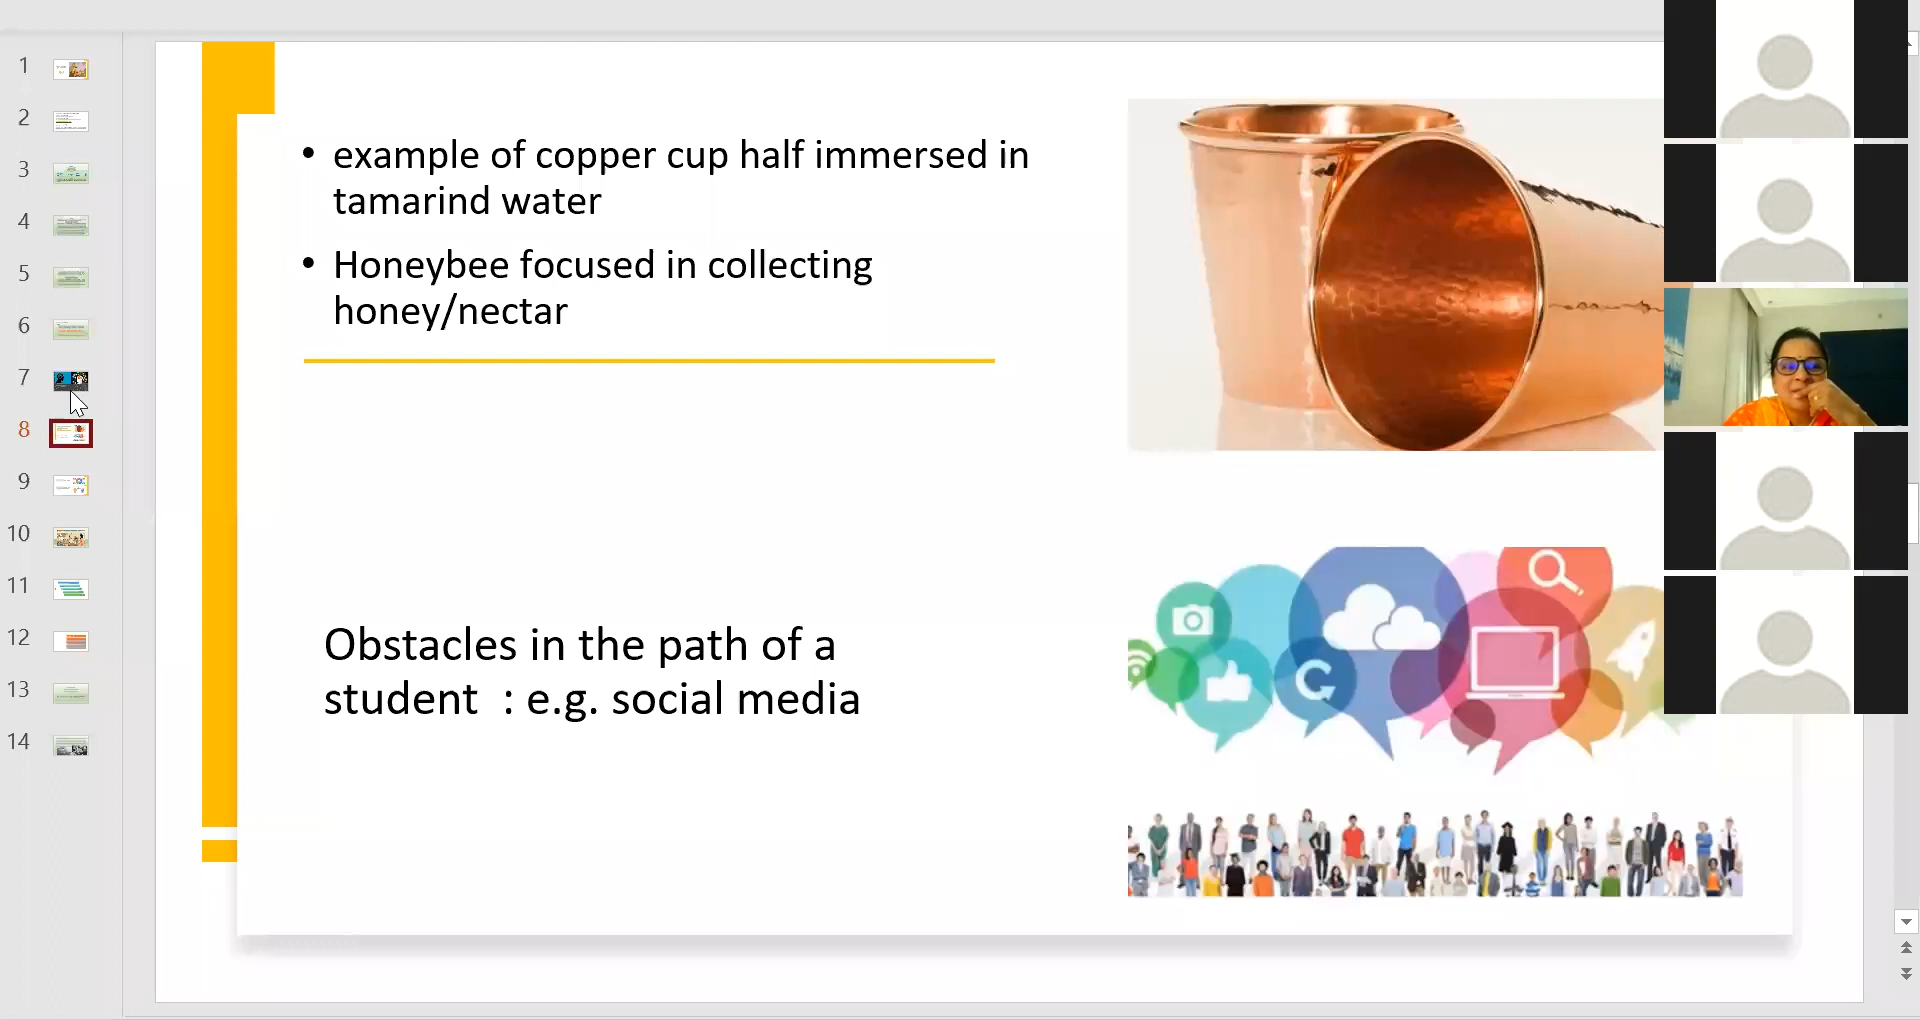 1
2
3
4
5
6
7
8
9
10
11
12
13
14
• example of copper cup half immersed in
tamarind water
• Honeybee focused in collecting
honey/nectar
Obstacles in the path of a
student : e.g. social media